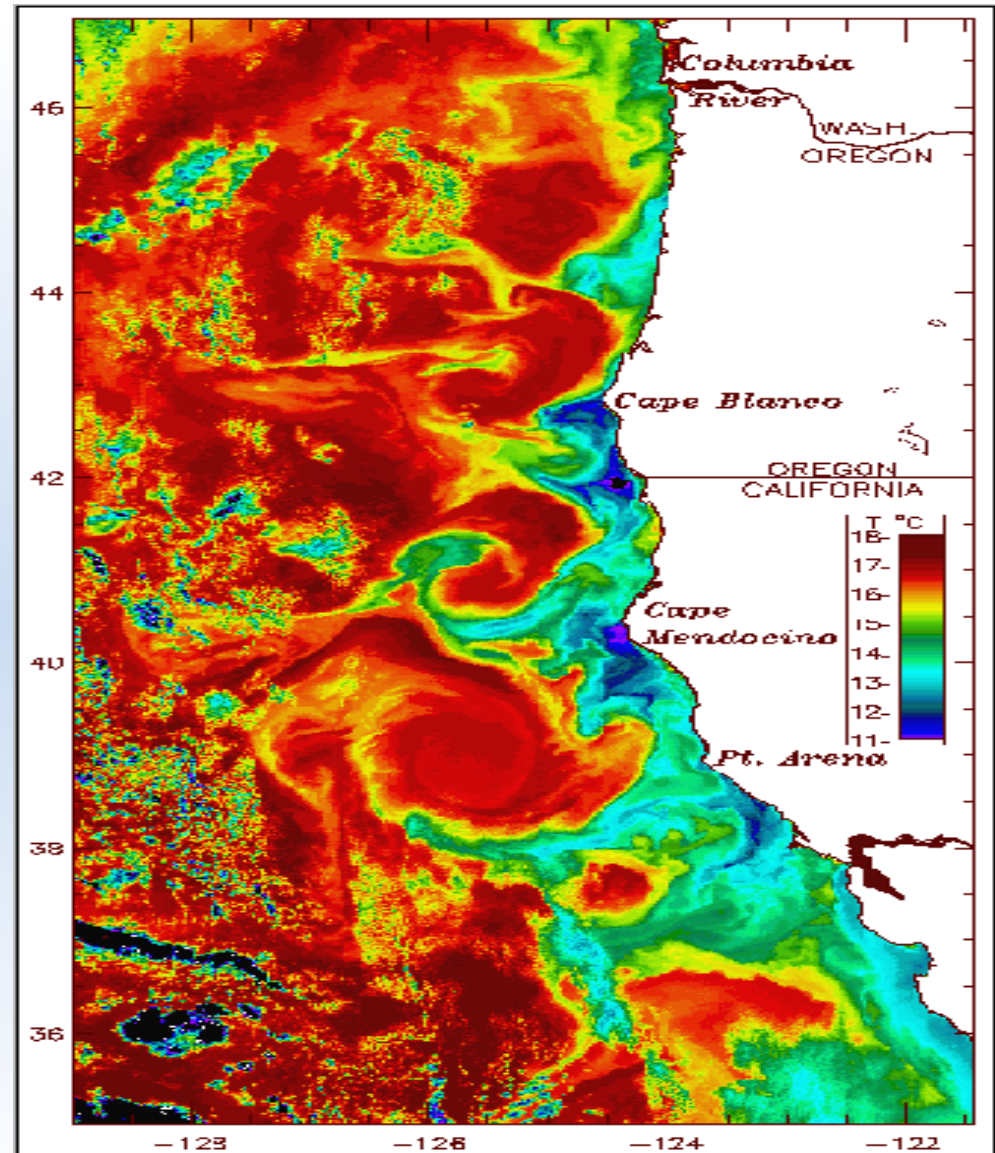 Columbia
River
46
WASH
OREGON
44
Cape Blanco
42
OREGON
CALIFORNIA
T °C
18-
17-
16-
15-
14-
13-
12-
11-
Cape
Mendocino
40
Pt. Arena
38
36
-128
-126
-124
-122